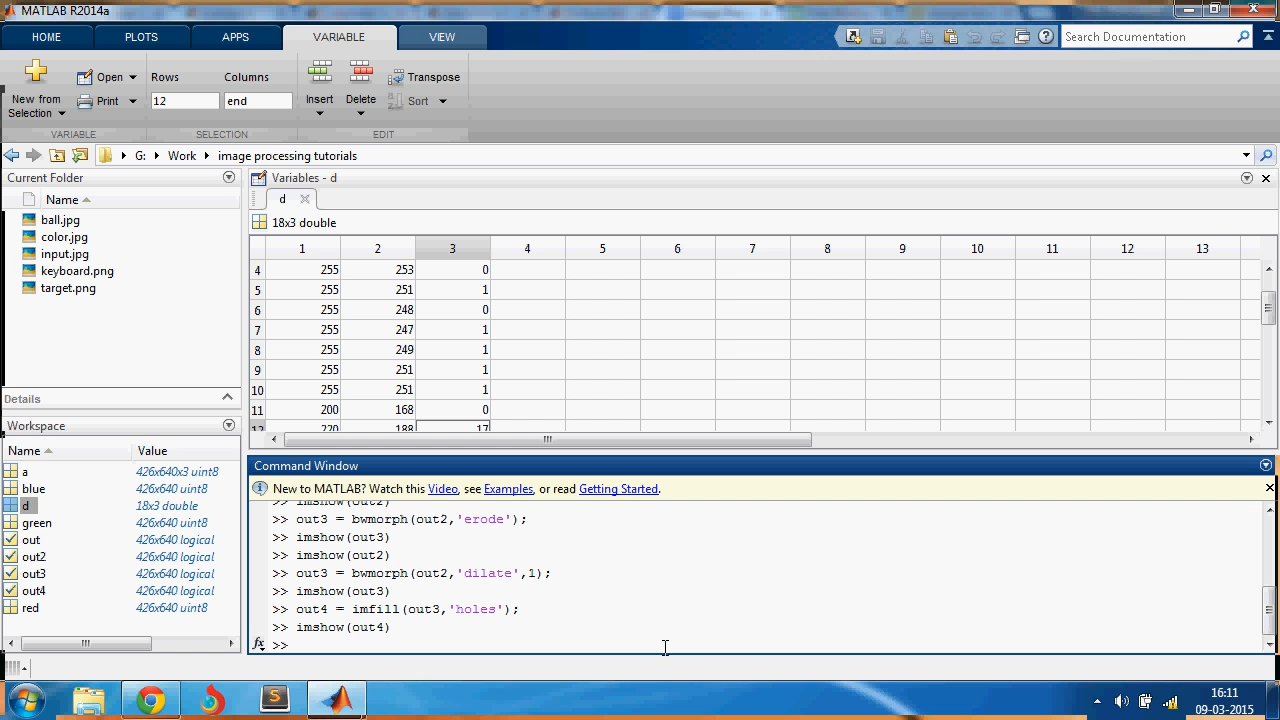 MATLAB R2014a
HOME PLOTS APPS VARIABLE VIEW
Search Documentation
New from Selection
Open
Print
Rows Columns
12 end
Insert
Delete
Transpose
Sort
VARIABLE SELECTION EDIT
G: Work image processing tutorials
Current Folder
Name
ball.jpg
color.jpg
input.jpg
keyboard.png
target.png
Details
Workspace
Name Value
a 426x640x3 uint8
blue 426x640 uint8
d 18x3 double
green 426x640 uint8
out 426x640 logical
out2 426x640 logical
out3 426x640 logical
out4 426x640 logical
red 426x640 uint8
Variables - d
d
18x3 double
1 2 3 4 5 6 7 8 9 10 11 12 13
4 255 253 0
5 255 251 1
6 255 248 0
7 255 247 1
8 255 249 1
9 255 251 1
10 255 251 1
11 200 168 0
12 220 188 17
Command Window
New to MATLAB? Watch this Video, see Examples, or read Getting Started.
>> imshow(out2)
>> out3 = bwmorph(out2,'erode');
>> imshow(out3)
>> imshow(out2)
>> out3 = bwmorph(out2,'dilate',1);
>> imshow(out3)
>> out4 = imfill(out3,'holes');
>> imshow(out4)
fx >>
16:11
09-03-2015